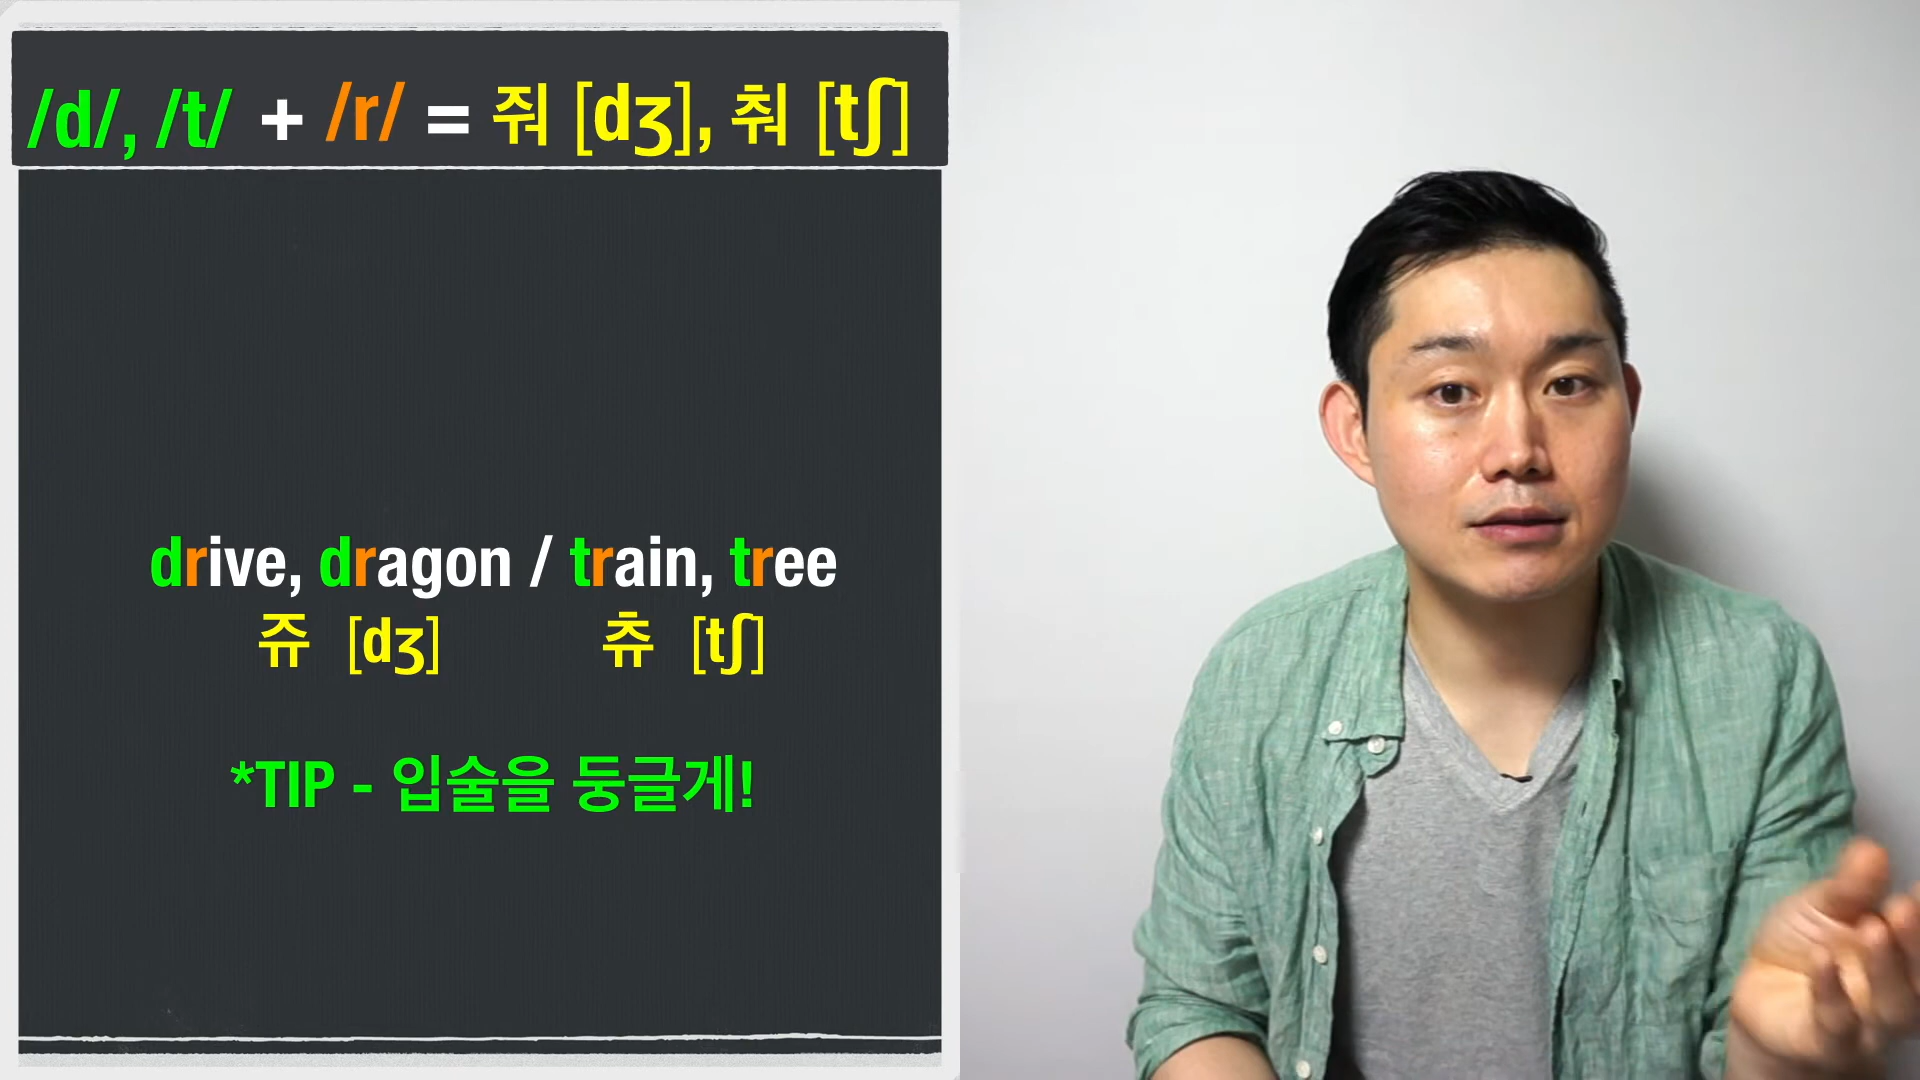 /d/, /t/ + /r/ = 줘 [dʒ], 춰 [tʃ]
drive, dragon / train, tree
쥬 [dʒ] 츄 [tʃ]
*TIP - 입술을 둥글게!